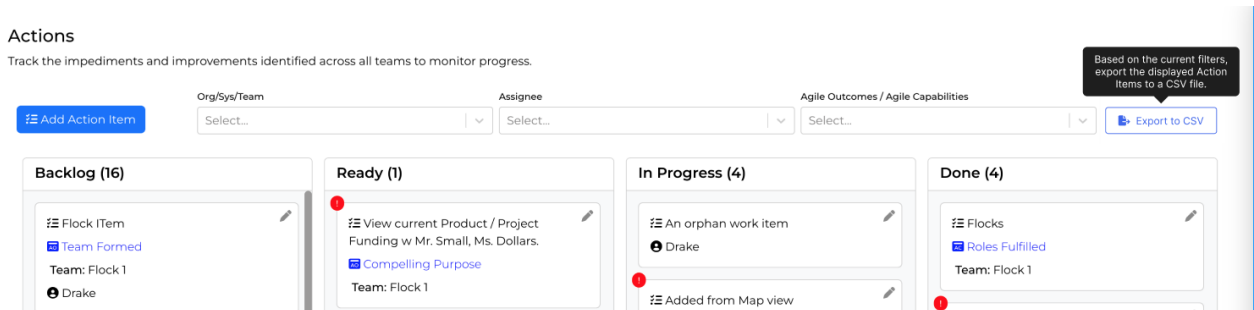 Actions
Track the impediments and improvements identified across all teams to monitor progress.
Based on the current filters,
export the displayed Action
Items to a CSV file.
Add Action Item
Org/Sys/Team
Select...
Assignee
Select...
Agile Outcomes / Agile Capabilities
Select...
Export to CSV
Backlog (16)
Flock ITem
AO Team Formed
Team: Flock 1
Drake
Ready (1)
!
View current Product / Project
Funding w Mr. Small, Ms. Dollars.
AO Compelling Purpose
Team: Flock 1
In Progress (4)
An orphan work item
Drake
!
Added from Map view
Done (4)
Flocks
AC Roles Fulfilled
Team: Flock 1
!